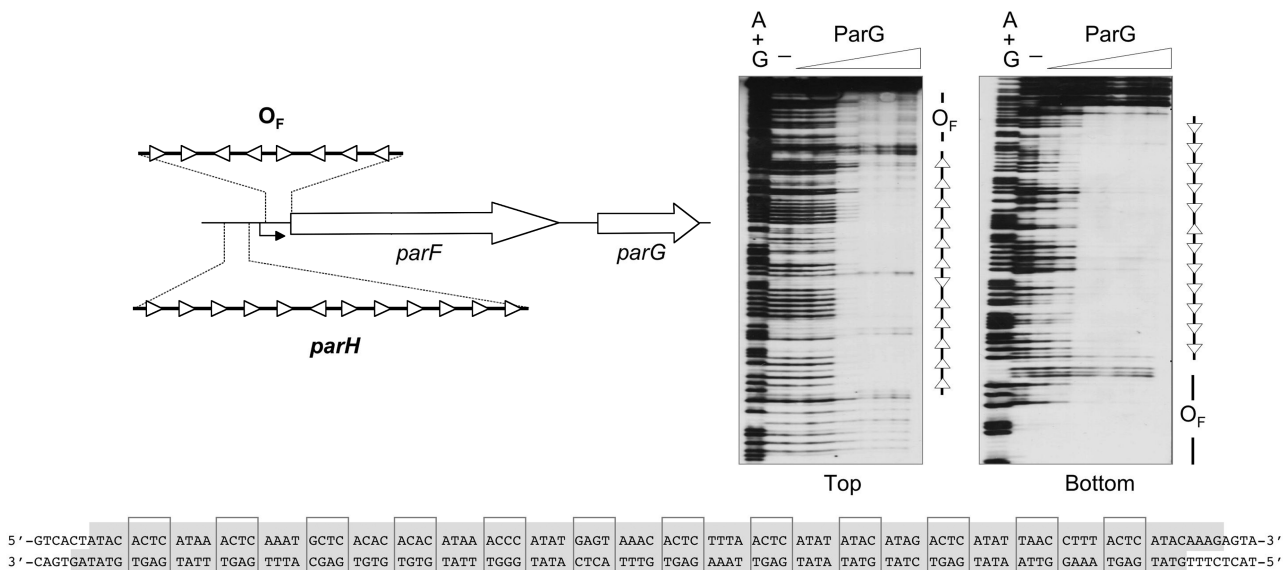 A
+
G
–
ParG
O_F
parF
parG
parH
O_F
Top
A
+
G
–
ParG
O_F
Bottom
5′-GTCACTATAC ACTC ATAA ACTC AAAT GCTC ACAC ACAC ATAA ACCC ATAT GAGT AAAC ACTC TTTA ACTC ATAT ATAC ATAG ACTC ATAT TAAC CTTT ACTC ATACAAAGAGTA-3′
3′-CAGTGATATG TGAG TATT TGAG TTTA CGAG TGTG TGTG TATT TGGG TATA CTCA TTTG TGAG AAAT TGAG TATA TATG TATC TGAG TATA ATTG GAAA TGAG TATGTTTCTCAT-5′